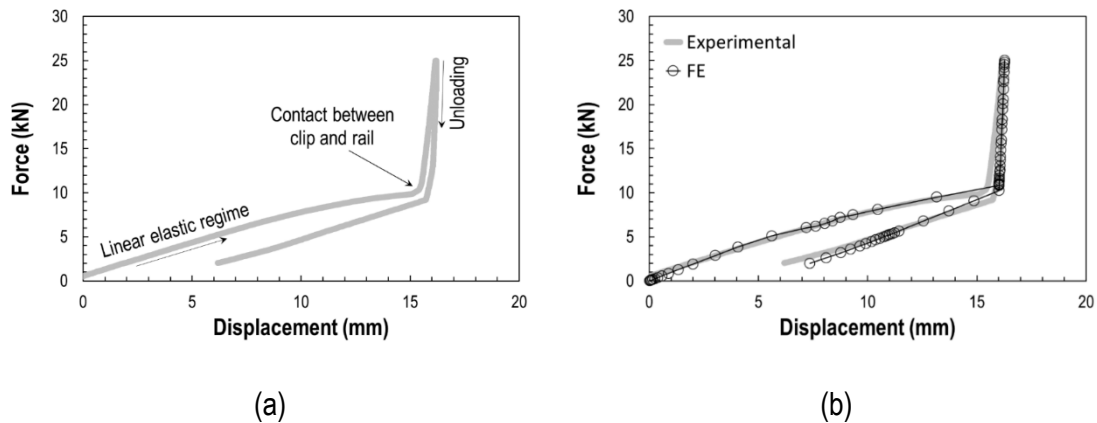 30
25
20
15
10
5
0
Force (kN)
Unloading
Contact between
clip and rail
Linear elastic regime
0 5 10 15 20
Displacement (mm)
(a)
30
25
20
15
10
5
0
Force (kN)
Experimental
FE
0 5 10 15 20
Displacement (mm)
(b)